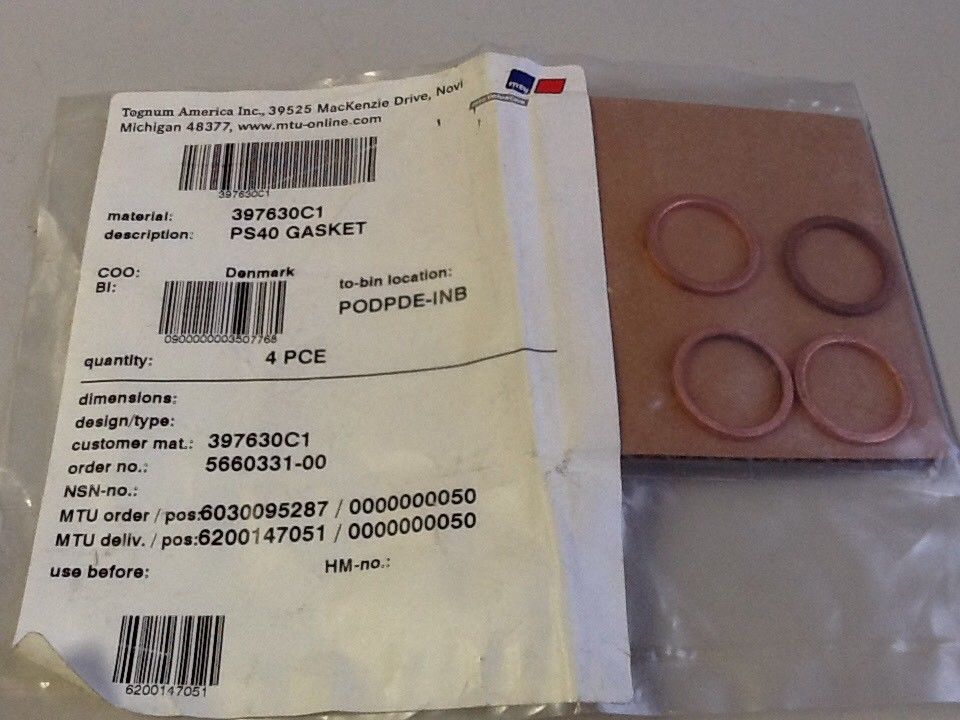 mtu
Tognum America Inc., 39525 MacKenzie Drive, Novi
Michigan 48377, www.mtu-online.com
397630C1
material: 397630C1
description: PS40 GASKET
COO: Denmark
BI:
to-bin location:
PODPDE-INB
0900000003507768
quantity: 4 PCE
dimensions:
design/type:
customer mat.: 397630C1
order no.: 5660331-00
NSN-no.:
MTU order / pos:6030095287 / 0000000050
MTU deliv. / pos:6200147051 / 0000000050
use before: HM-no.:
6200147051